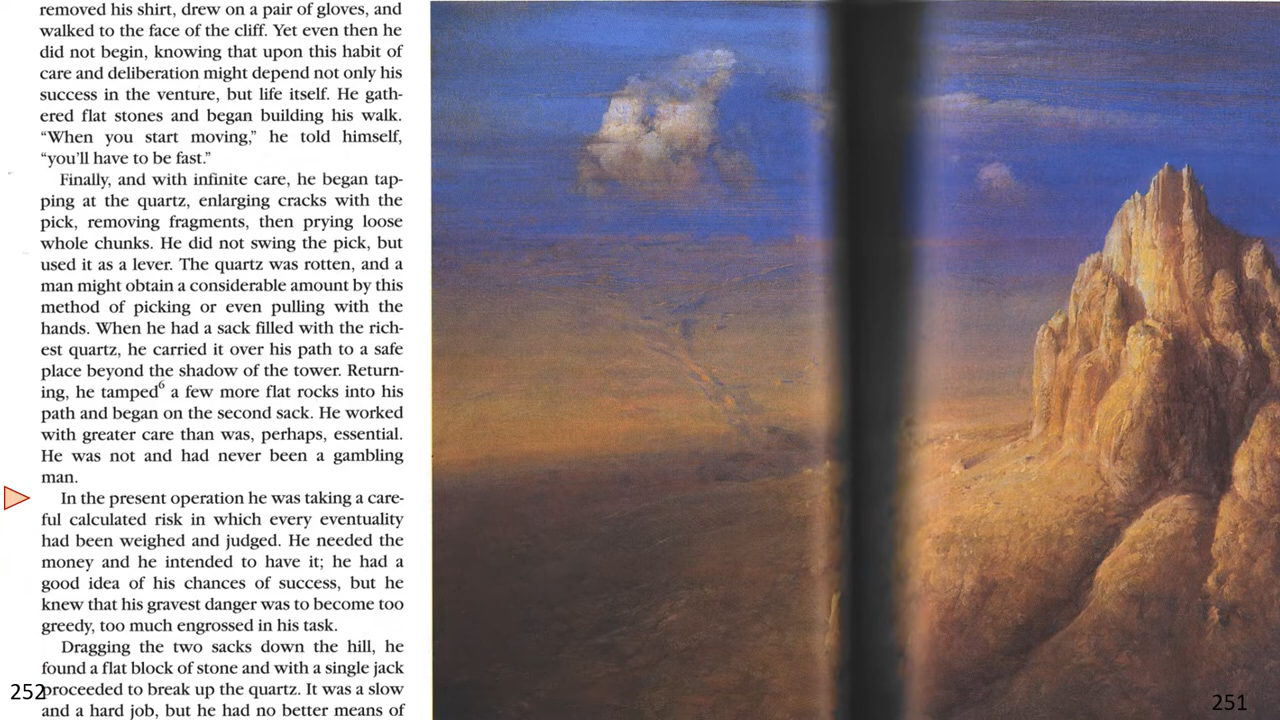 removed his shirt, drew on a pair of gloves, and
walked to the face of the cliff. Yet even then he
did not begin, knowing that upon this habit of
care and deliberation might depend not only his
success in the venture, but life itself. He gath-
ered flat stones and began building his walk.
“When you start moving,” he told himself,
“you'll have to be fast.”
Finally, and with infinite care, he began tap-
ping at the quartz, enlarging cracks with the
pick, removing fragments, then prying loose
whole chunks. He did not swing the pick, but
used it as a lever. The quartz was rotten, and a
man might obtain a considerable amount by this
method of picking or even pulling with the
hands. When he had a sack filled with the rich-
est quartz, he carried it over his path to a safe
place beyond the shadow of the tower. Return-
ing, he tamped6 a few more flat rocks into his
path and began on the second sack. He worked
with greater care than was, perhaps, essential.
He was not and had never been a gambling
man.
In the present operation he was taking a care-
ful calculated risk in which every eventuality
had been weighed and judged. He needed the
money and he intended to have it; he had a
good idea of his chances of success, but he
knew that his gravest danger was to become too
greedy, too much engrossed in his task.
Dragging the two sacks down the hill, he
found a flat block of stone and with a single jack
proceeded to break up the quartz. It was a slow
and a hard job, but he had no better means of
252
251